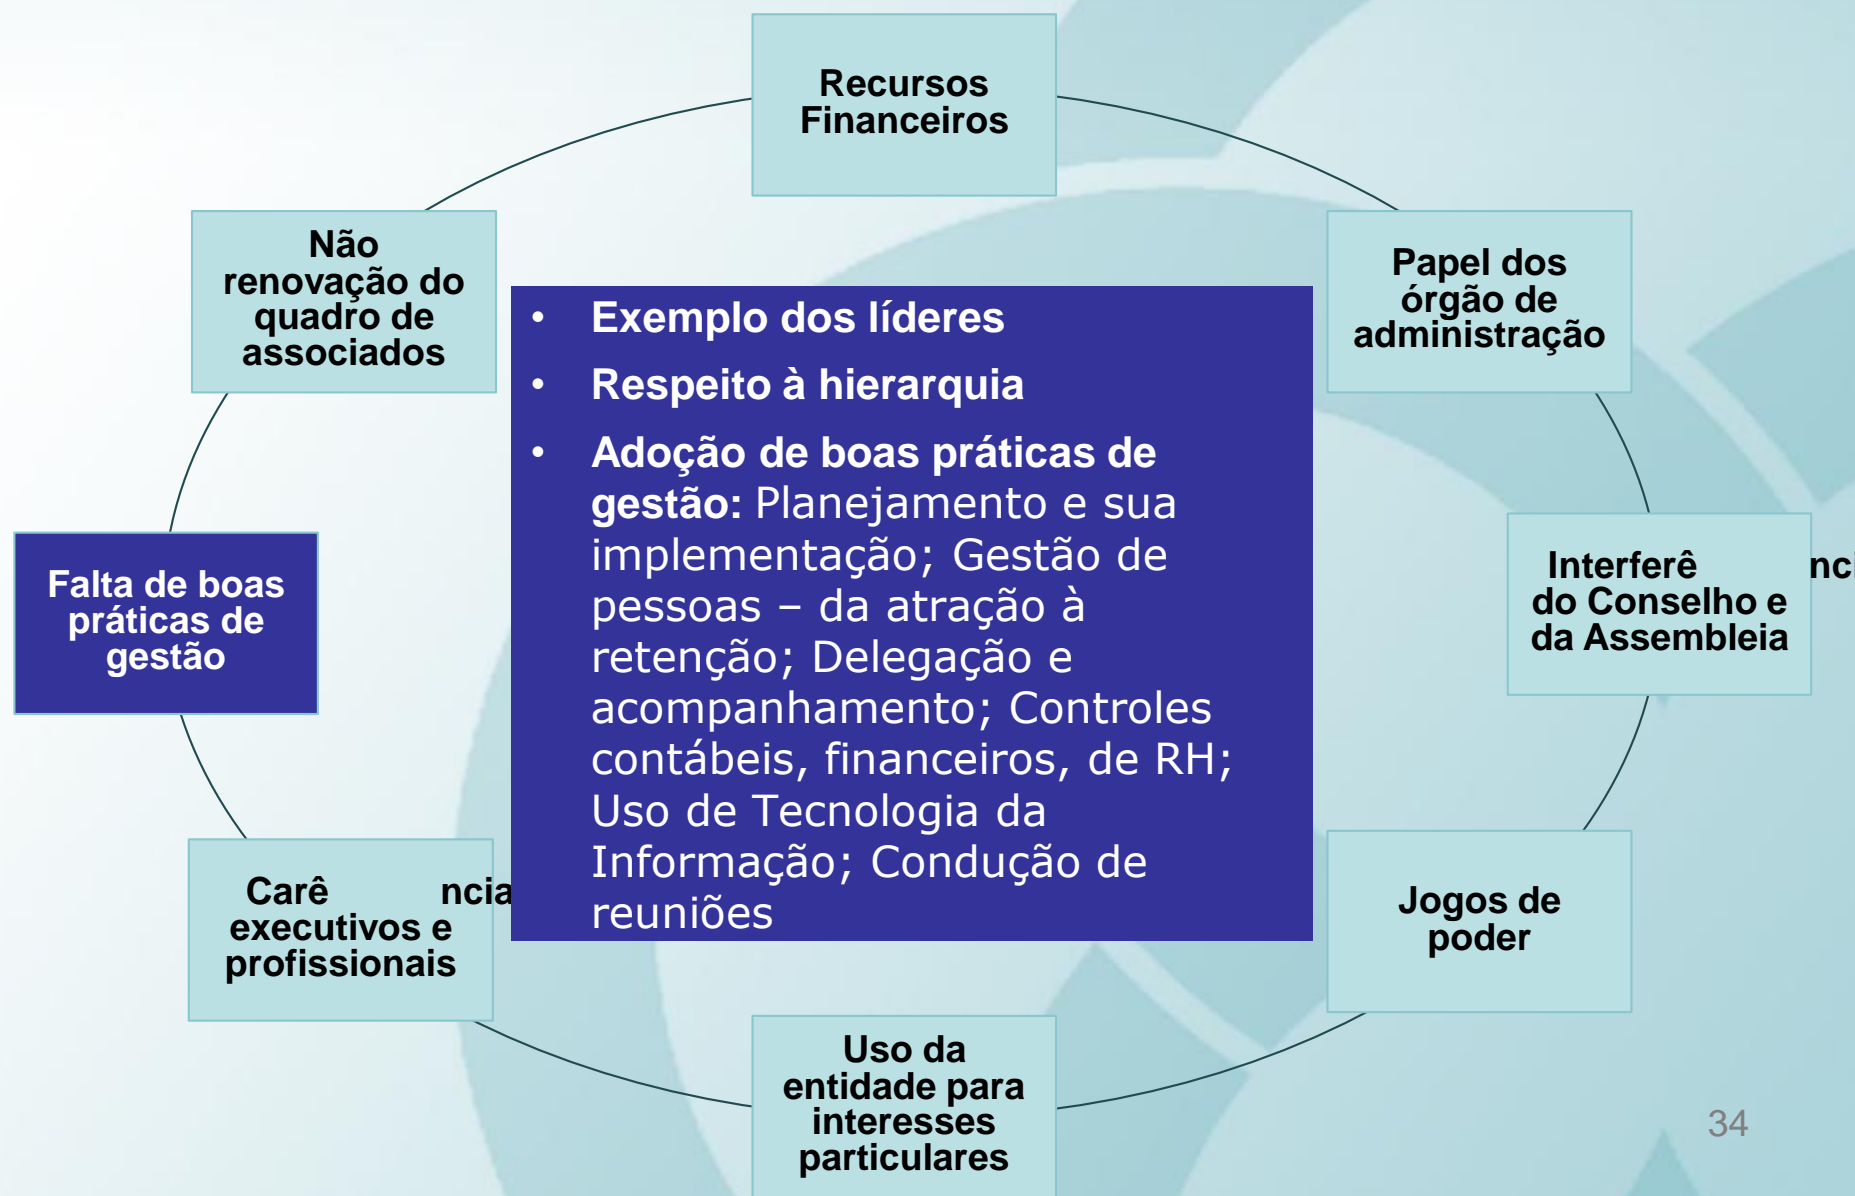 Recursos
Financeiros
Não
renovação do
quadro de
associados
Papel dos
órgão de
administração
• Exemplo dos líderes
• Respeito à hierarquia
• Adoção de boas práticas de
gestão: Planejamento e sua
implementação; Gestão de
pessoas – da atração à
retenção; Delegação e
acompanhamento; Controles
contábeis, financeiros, de RH;
Uso de Tecnologia da
Informação; Condução de
reuniões
Falta de boas
práticas de
gestão
Interferê nci
do Conselho e
da Assembleia
Carê ncia
executivos e
profissionais
Jogos de
poder
Uso da
entidade para
interesses
particulares
34